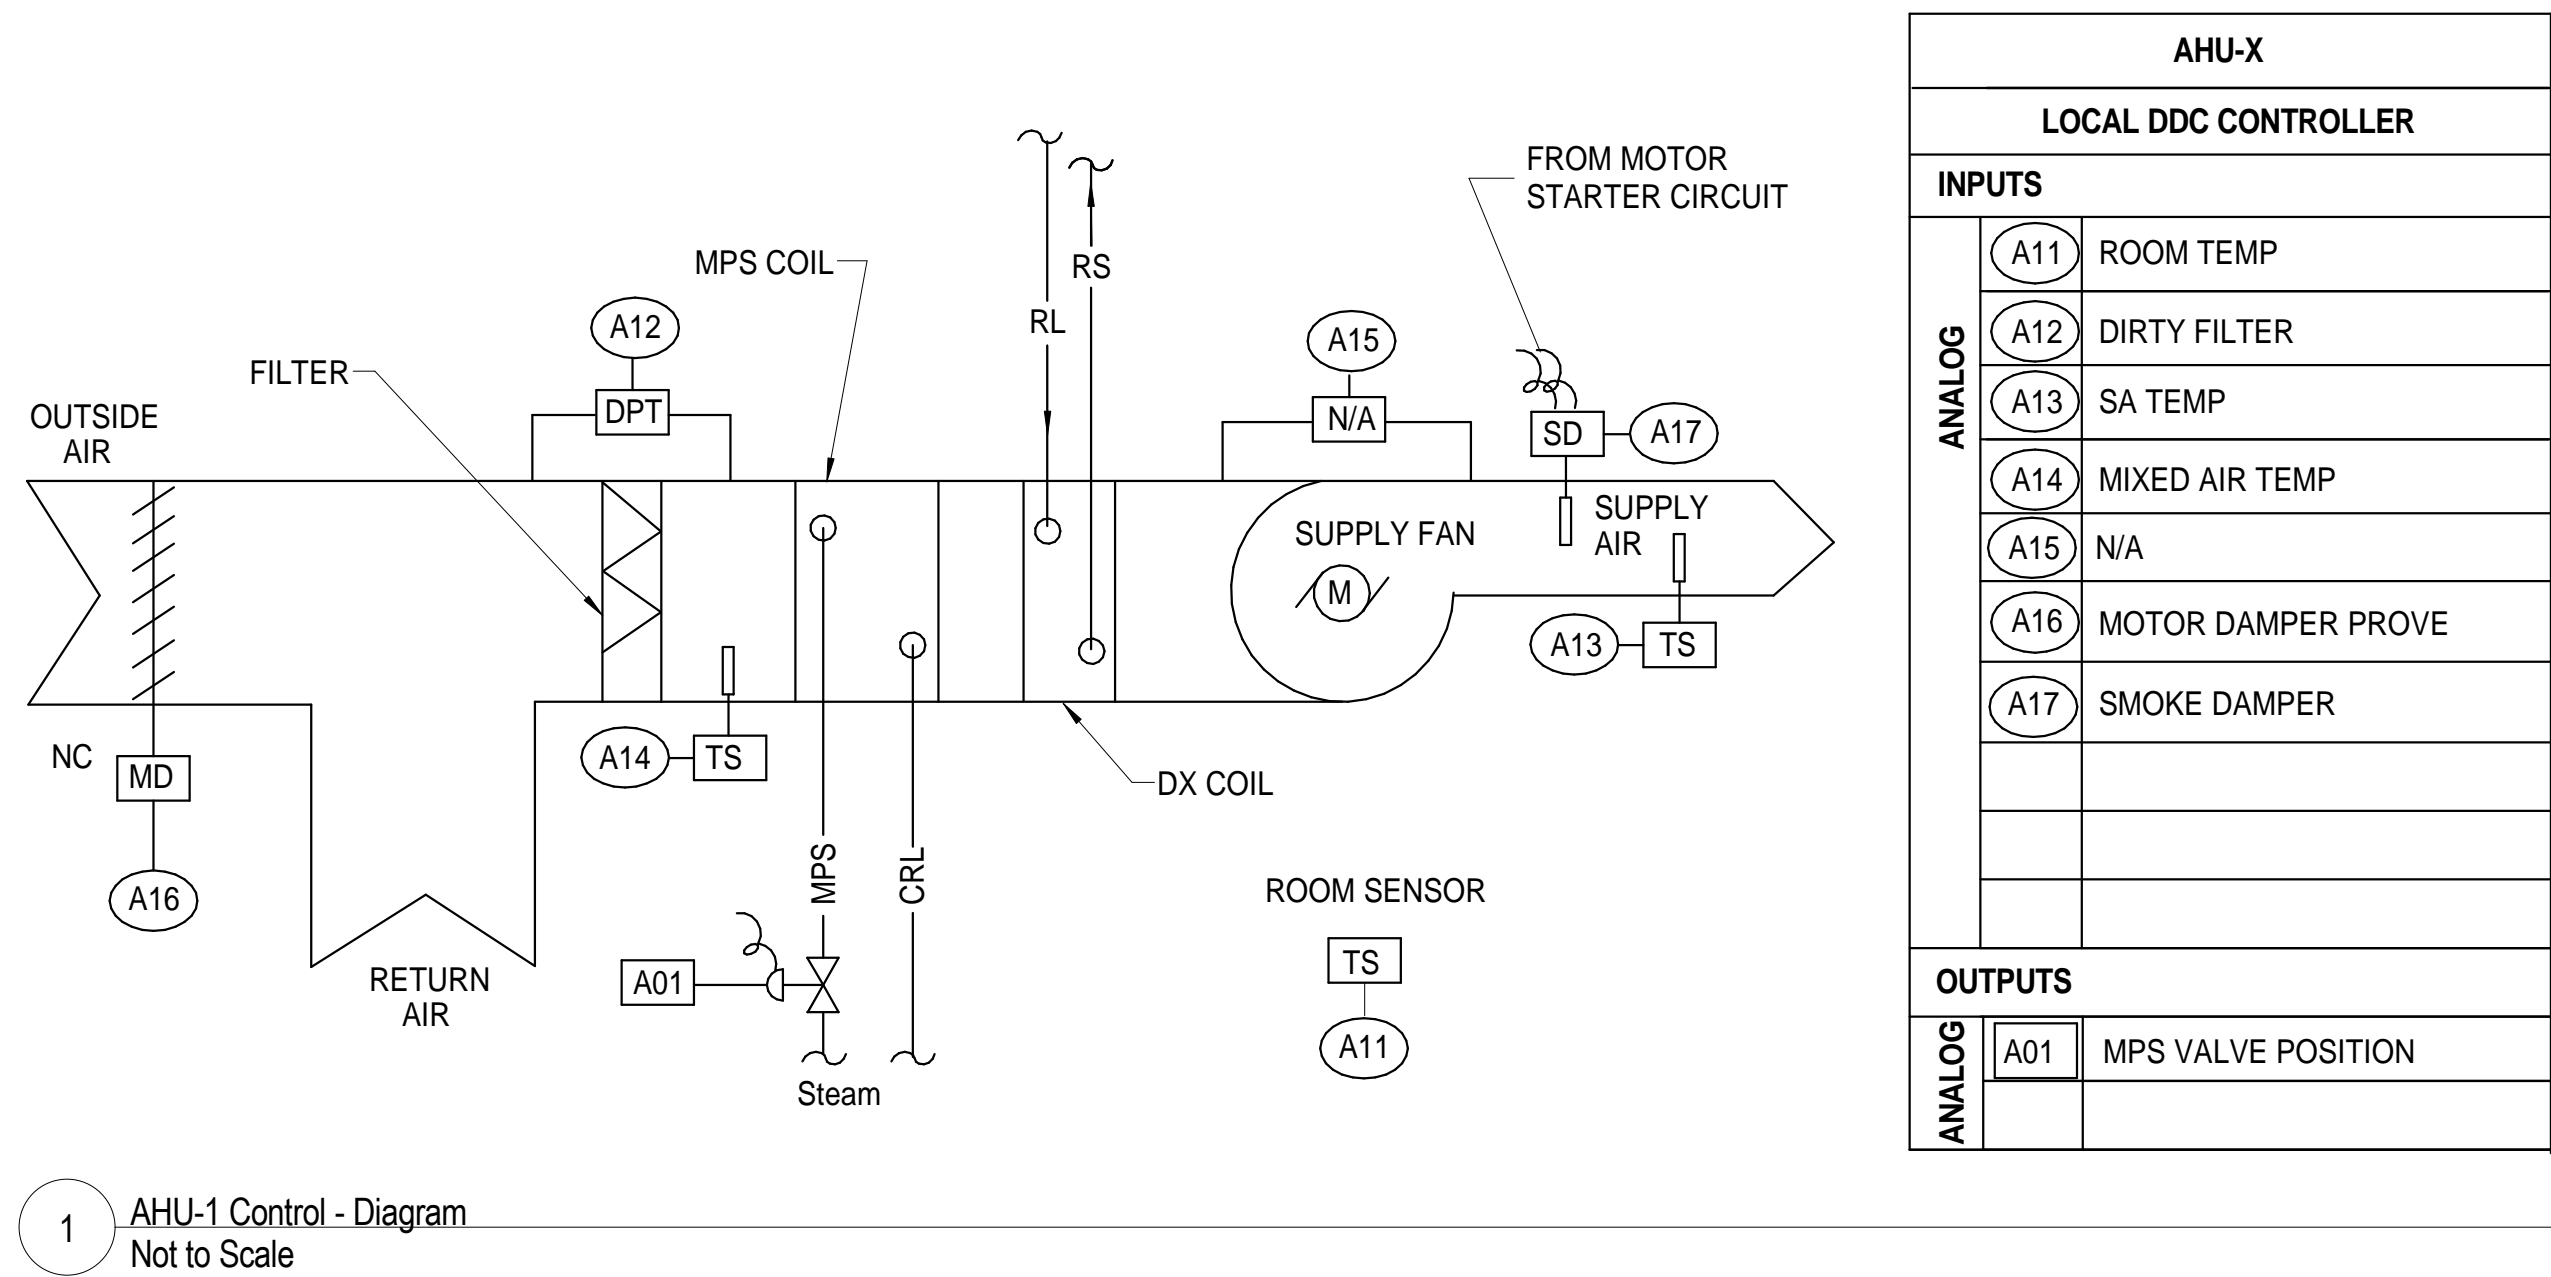 FROM MOTOR
STARTER CIRCUIT
MPS COIL
RS
RL
A12
A15
FILTER
DPT
N/A
SD
A17
OUTSIDE
AIR
SUPPLY FAN
M
SUPPLY
AIR
A13
TS
NC
MD
A14
TS
DX COIL
A16
MPS
CRL
ROOM SENSOR
TS
A11
RETURN
AIR
A01
Steam
AHU-X
LOCAL DDC CONTROLLER
INPUTS
ANALOG
A11 ROOM TEMP
A12 DIRTY FILTER
A13 SA TEMP
A14 MIXED AIR TEMP
A15 N/A
A16 MOTOR DAMPER PROVE
A17 SMOKE DAMPER
OUTPUTS
ANALOG
A01 MPS VALVE POSITION
1
AHU-1 Control - Diagram
Not to Scale